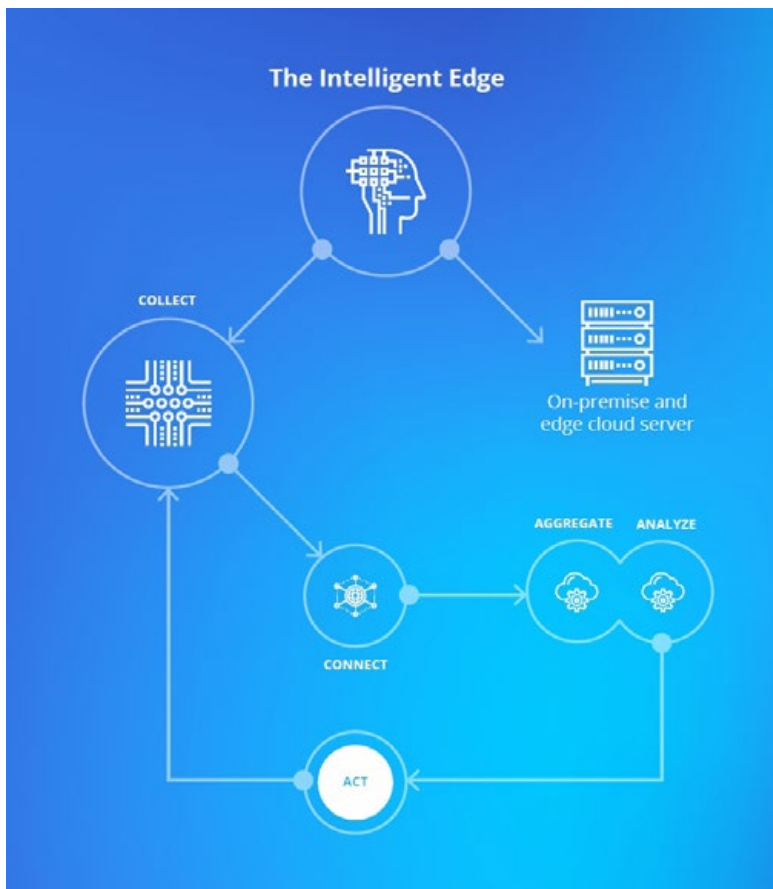 The Intelligent Edge
COLLECT
On-premise and
edge cloud server
AGGREGATE
ANALYZE
CONNECT
ACT